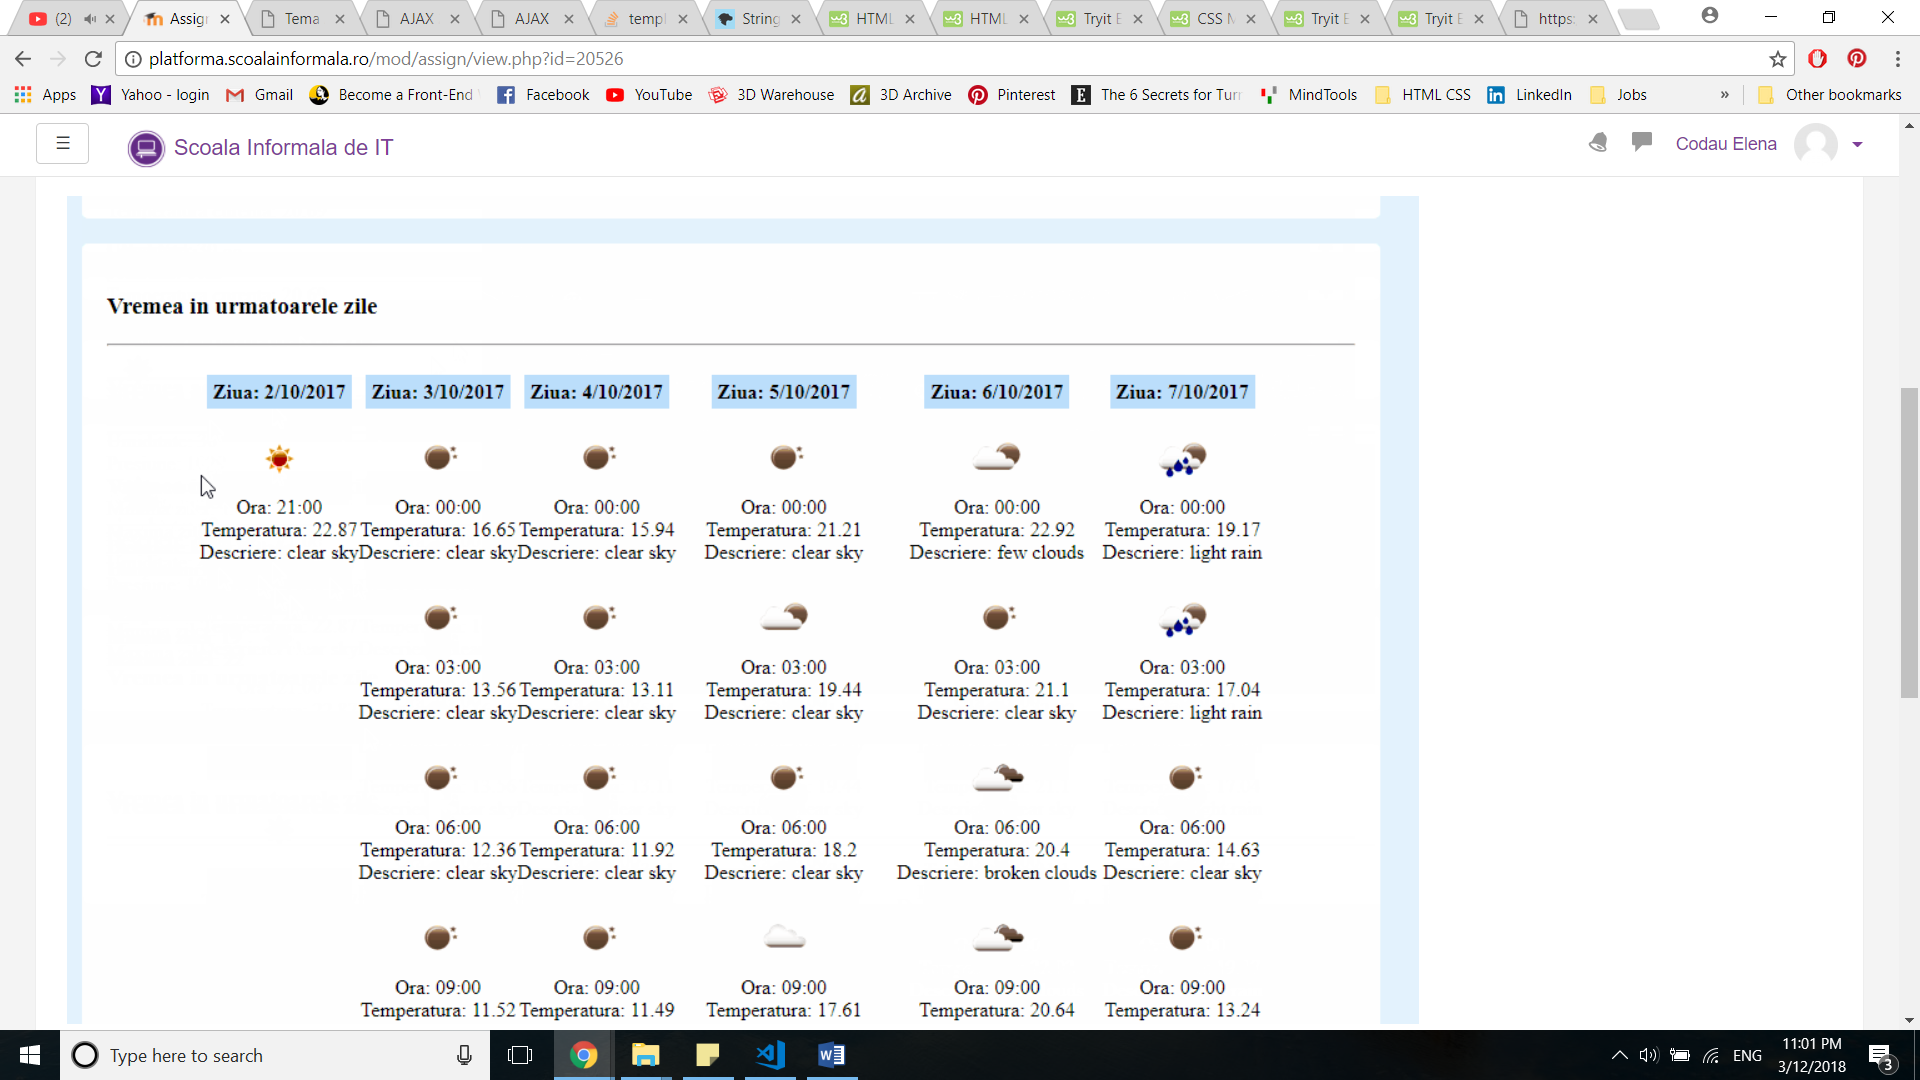 (2) Assig Tema AJAX AJAX templ String HTML HTML Tryit E CSS M Tryit E Tryit E https:
platforma.scoalainformala.ro/mod/assign/view.php?id=20526
Apps Yahoo - login Gmail Become a Front-End Facebook YouTube 3D Warehouse 3D Archive Pinterest The 6 Secrets for Turn MindTools HTML CSS LinkedIn Jobs » Other bookmarks
Scoala Informala de IT Codau Elena
Vremea in urmatoarele zile
Ziua: 2/10/2017 Ziua: 3/10/2017 Ziua: 4/10/2017 Ziua: 5/10/2017 Ziua: 6/10/2017 Ziua: 7/10/2017
Ora: 21:00 Ora: 00:00 Ora: 00:00 Ora: 00:00 Ora: 00:00 Ora: 00:00
Temperatura: 22.87 Temperatura: 16.65 Temperatura: 15.94 Temperatura: 21.21 Temperatura: 22.92 Temperatura: 19.17
Descriere: clear sky Descriere: clear sky Descriere: clear sky Descriere: clear sky Descriere: few clouds Descriere: light rain
Ora: 03:00 Ora: 03:00 Ora: 03:00 Ora: 03:00 Ora: 03:00
Temperatura: 13.56 Temperatura: 13.11 Temperatura: 19.44 Temperatura: 21.1 Temperatura: 17.04
Descriere: clear sky Descriere: clear sky Descriere: clear sky Descriere: clear sky Descriere: light rain
Ora: 06:00 Ora: 06:00 Ora: 06:00 Ora: 06:00 Ora: 06:00
Temperatura: 12.36 Temperatura: 11.92 Temperatura: 18.2 Temperatura: 20.4 Temperatura: 14.63
Descriere: clear sky Descriere: clear sky Descriere: clear sky Descriere: broken clouds Descriere: clear sky
Ora: 09:00 Ora: 09:00 Ora: 09:00 Ora: 09:00 Ora: 09:00
Temperatura: 11.52 Temperatura: 11.49 Temperatura: 17.61 Temperatura: 20.64 Temperatura: 13.24
Type here to search ENG 11:01 PM
3/12/2018 3